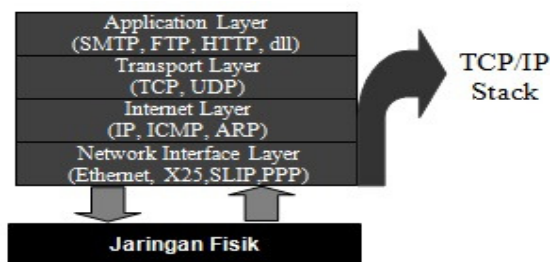 Application Layer
(SMTP, FTP, HTTP, dll)
Transport Layer
(TCP, UDP)
Internet Layer
(IP, ICMP, ARP)
Network Interface Layer
(Ethernet, X25,SLIP,PPP)
TCP/IP
Stack
Jaringan Fisik